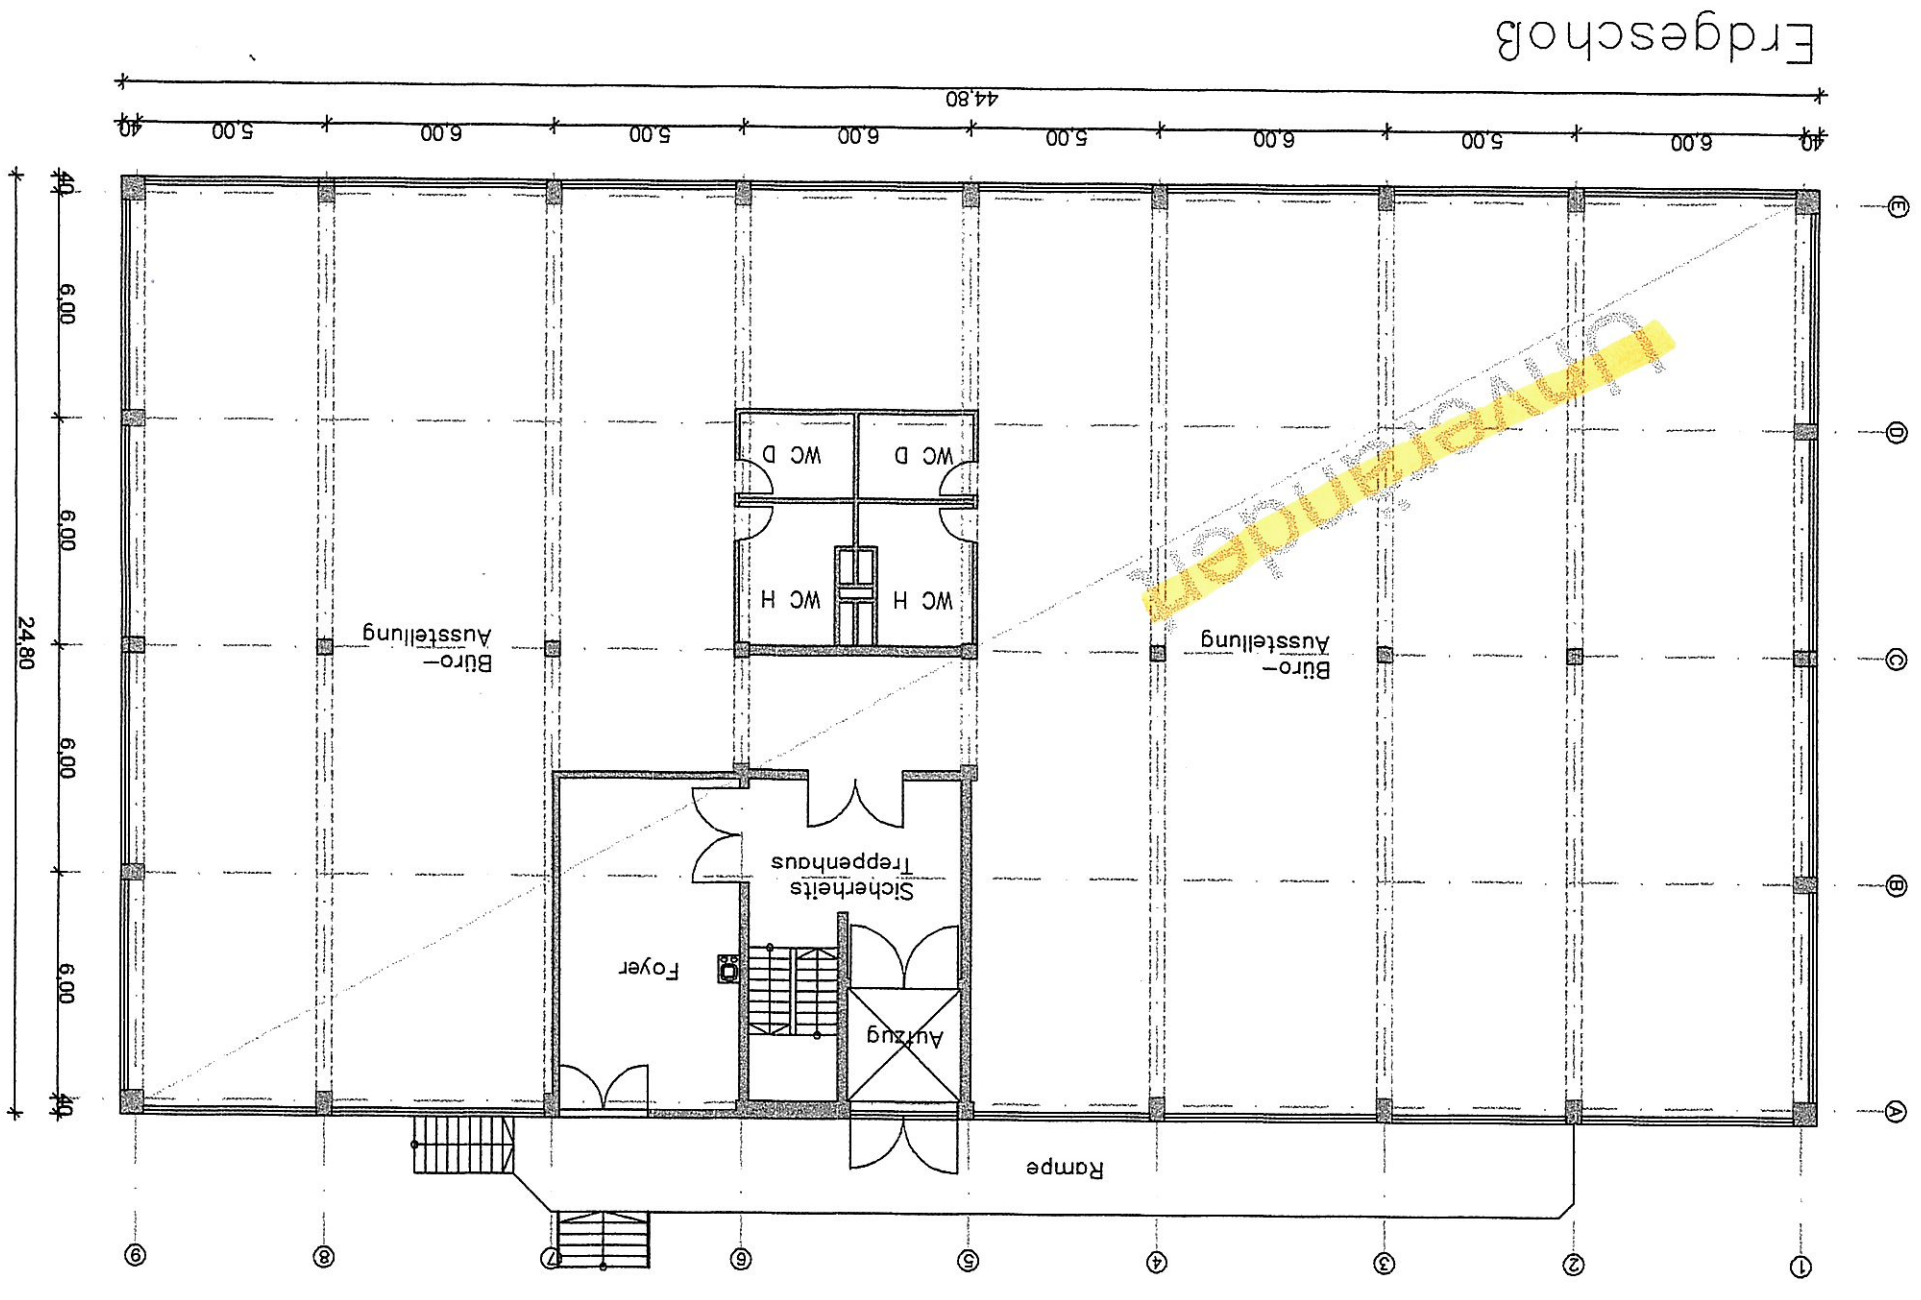 1 2 3 4 5 6 7 8 9
Rampe
A
40
Aufzug
Foyer
6,00
Sicherheits
Treppenhaus
B
6,00
Büro-
Ausstellung
Büro-
Ausstellung
C
24,80
WC H
WC H
6,00
WC D
WC D
D
6,00
E
40
40 6,00 5,00 6,00 5,00 6,00 5,00 6,00 5,00 40
44,80
Erdgeschoß